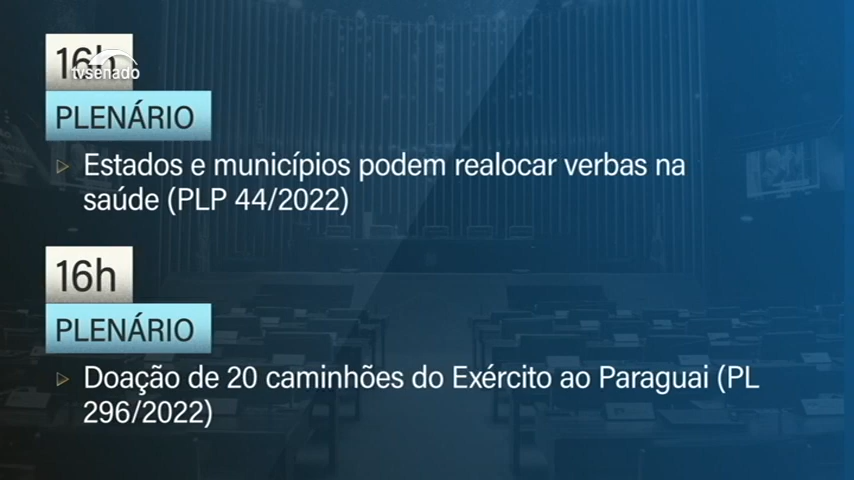 16h
tvsenado
PLENÁRIO
Estados e municípios podem realocar verbas na
saúde (PLP 44/2022)
16h
PLENÁRIO
Doação de 20 caminhões do Exército ao Paraguai (PL
296/2022)